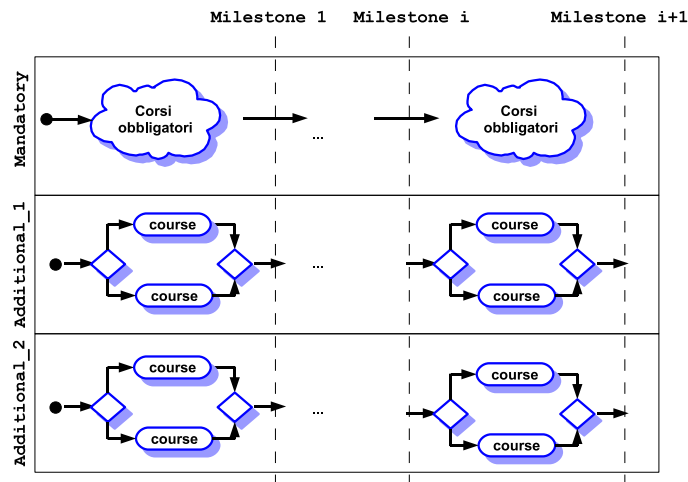 Milestone 1 Milestone i Milestone i+1
Mandatory
Corsi
obbligatori
...
Corsi
obbligatori
Additional_1
course
course
...
course
course
Additional_2
course
course
...
course
course